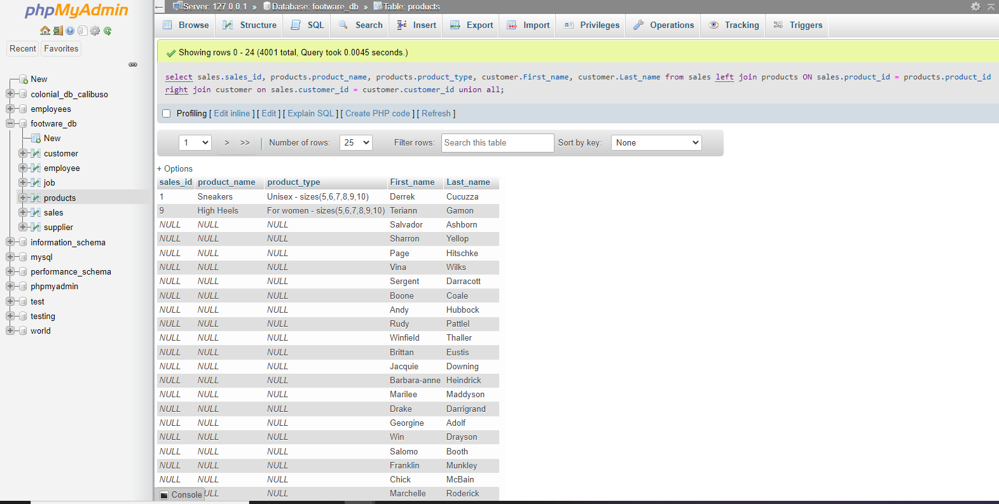 phpMyAdmin
Recent Favorites
New
colonial_db_calibuso
employees
footware_db
New
customer
employee
job
products
sales
supplier
information_schema
mysql
performance_schema
phpmyadmin
test
testing
world
Server: 127.0.0.1 » Database: footware_db » Table: products
Browse Structure SQL Search Insert Export Import Privileges Operations Tracking Triggers
Showing rows 0 - 24 (4001 total, Query took 0.0045 seconds.)
select sales.sales_id, products.product_name, products.product_type, customer.First_name, customer.Last_name from sales left join products ON sales.product_id = products.product_id
right join customer on sales.customer_id = customer.customer_id union all;
Profiling [ Edit inline ] [ Edit ] [ Explain SQL ] [ Create PHP code ] [ Refresh ]
1 > >> Number of rows: 25 Filter rows: Search this table Sort by key: None
+ Options
sales_id product_name product_type First_name Last_name
1 Sneakers Unisex - sizes(5,6,7,8,9,10) Derrek Cucuzza
9 High Heels For women - sizes(5,6,7,8,9,10) Teriann Gamon
NULL NULL NULL Salvador Ashborn
NULL NULL NULL Sharron Yellop
NULL NULL NULL Page Hitschke
NULL NULL NULL Vina Wilks
NULL NULL NULL Sergent Darracott
NULL NULL NULL Boone Coale
NULL NULL NULL Andy Hubbock
NULL NULL NULL Rudy Pattlel
NULL NULL NULL Winfield Thaller
NULL NULL NULL Brittan Eustis
NULL NULL NULL Jacquie Downing
NULL NULL NULL Barbara-anne Heindrick
NULL NULL NULL Marilee Maddyson
NULL NULL NULL Drake Darrigrand
NULL NULL NULL Georgine Adolf
NULL NULL NULL Win Drayson
NULL NULL NULL Salomo Booth
NULL NULL NULL Franklin Munkley
NULL NULL NULL Chick McBain
Console ULL NULL Marchelle Roderick